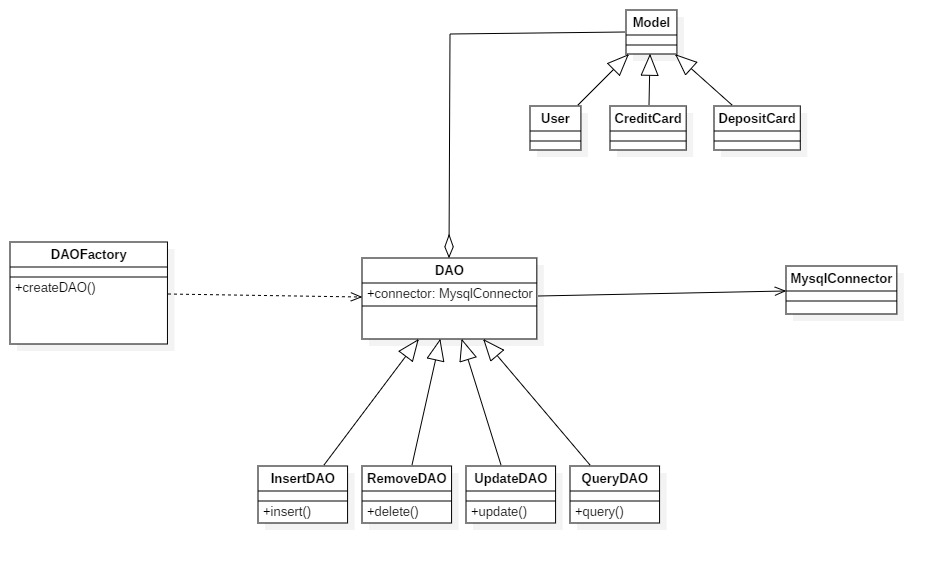 Model
User
CreditCard
DepositCard
DAOFactory
+createDAO()
DAO
+connector: MysqlConnector
MysqlConnector
InsertDAO
+insert()
RemoveDAO
+delete()
UpdateDAO
+update()
QueryDAO
+query()